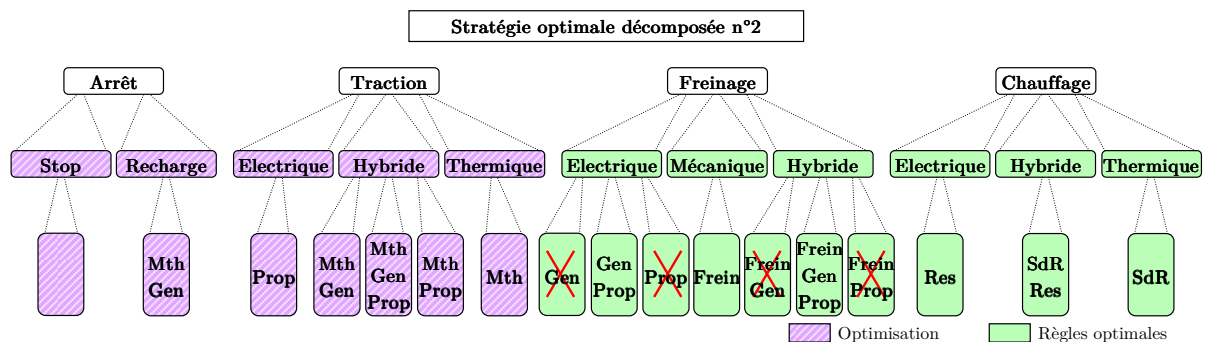 Stratégie optimale décomposée n°2
Arrêt Traction Freinage Chauffage
Stop Recharge Electrique Hybride Thermique Electrique Mécanique Hybride Electrique Hybride Thermique
Mth
Gen
Prop
Mth
Gen
Mth
Gen
Prop
Mth
Prop
Mth
Gen
Gen
Prop
Prop
Frein
Frein
Gen
Frein
Gen
Prop
Frein
Prop
Res
SdR
Res
SdR
Optimisation
Règles optimales